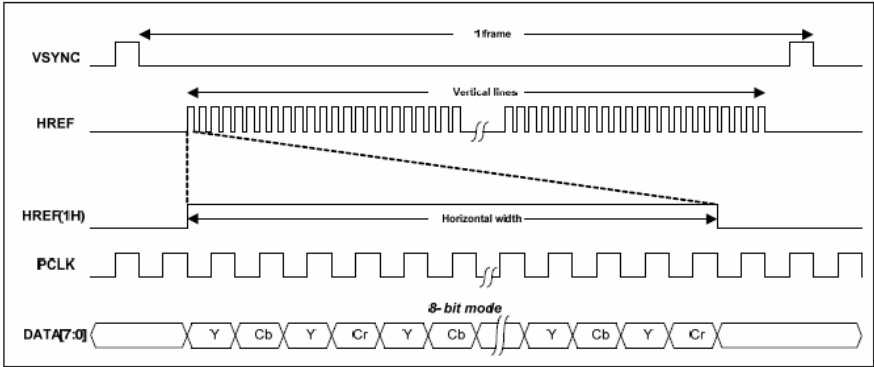 1frame
VSYNC
Vertical lines
HREF
HREF(1H)
Horizontal width
PCLK
8-bit mode
DATA[7:0] Y Cb Y Cr Y Cb Y Cb Y Cr